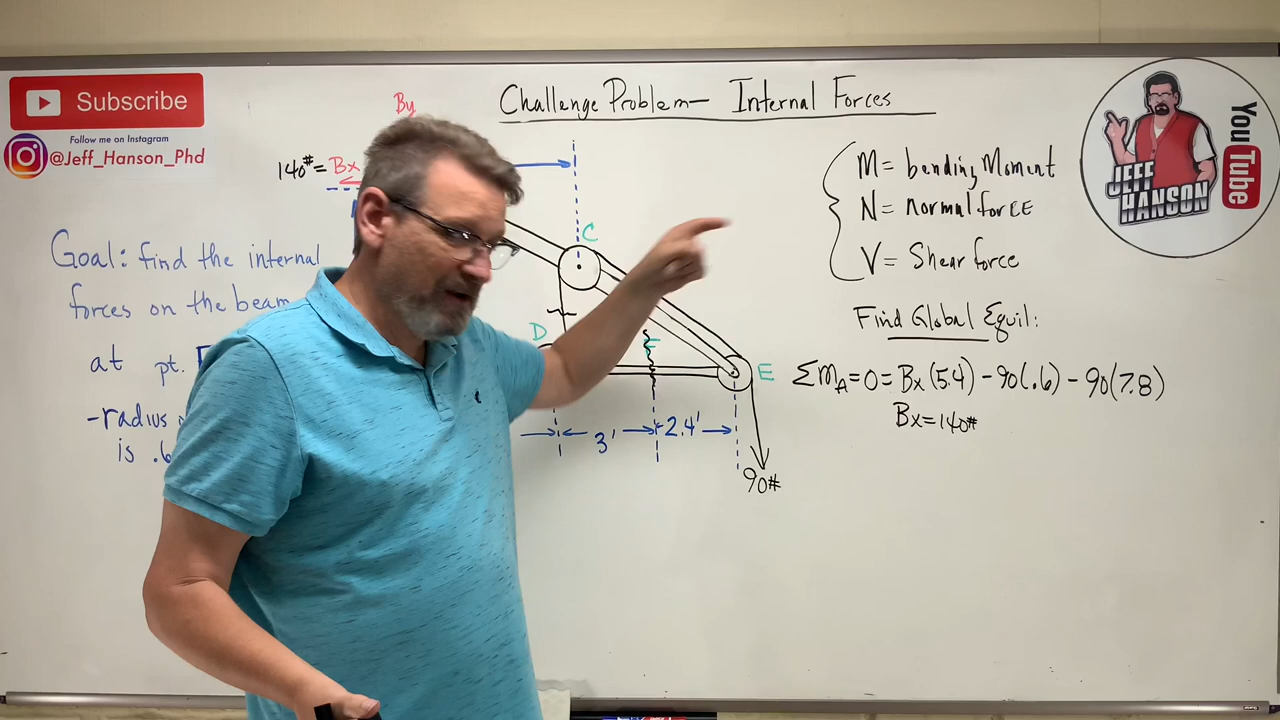 Subscribe
Follow me on Instagram
@Jeff_Hanson_Phd
Challenge Problem— Internal Forces
By
140#=Bx
C
D
F
E
3'
2.4'
90#
Goal: find the internal
forces on the beam
at pt.
-radius
is .6
M= bending Moment
N= normal forcE
V= Shear force
Find Global Equil:
ΣmA=0= Bx(5.4) -90(.6) -90(7.8)
Bx=140#
JEFF
HANSON
YouTube